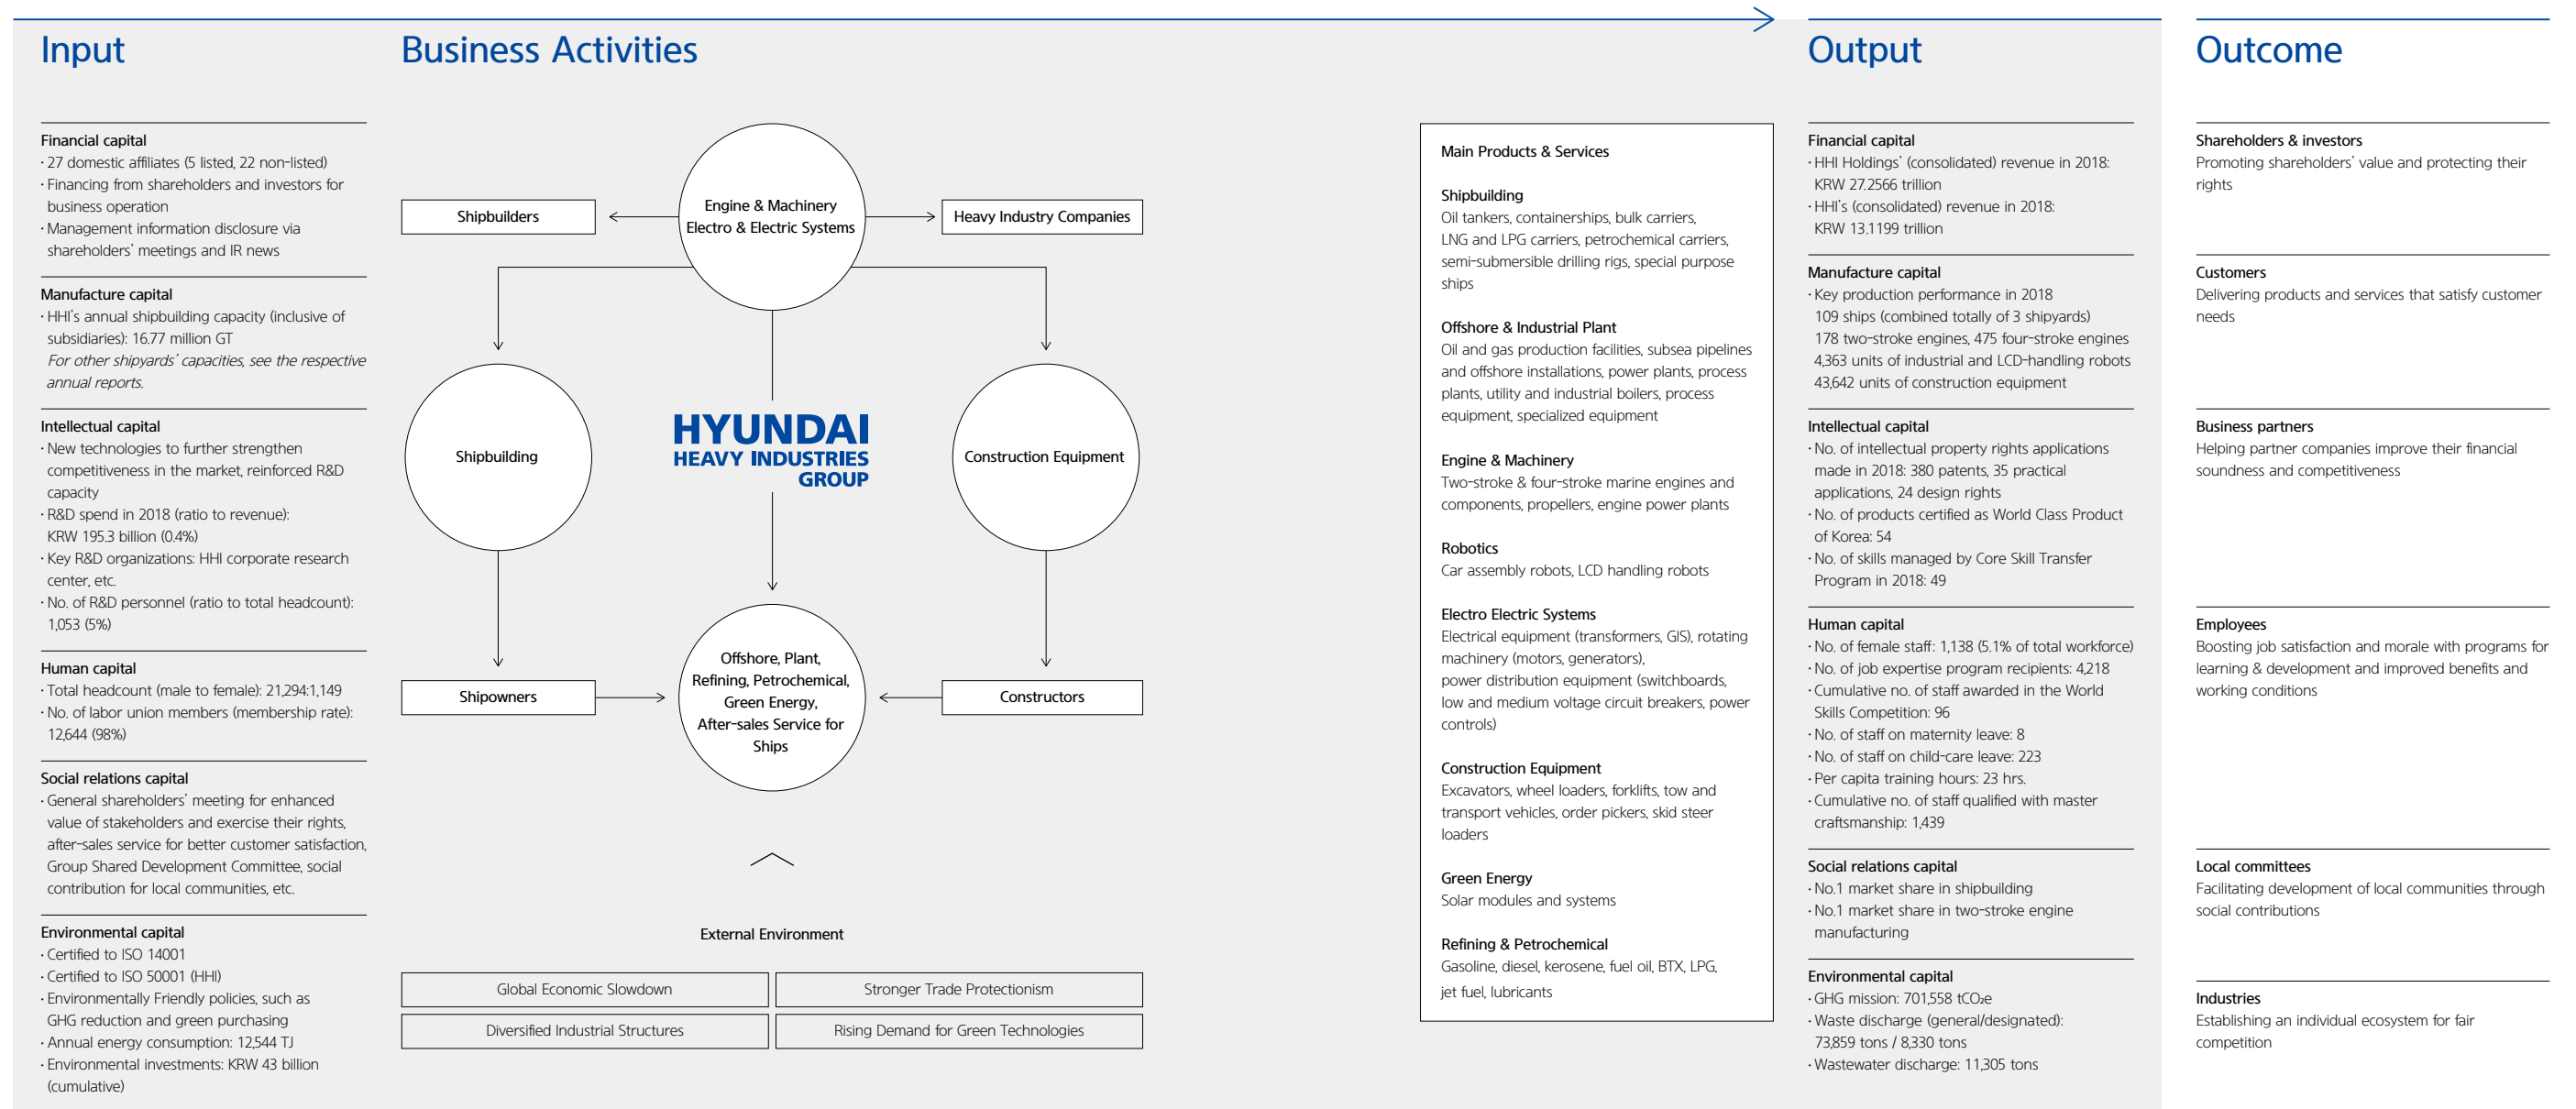 Input
Financial capital
· 27 domestic affiliates (5 listed, 22 non-listed)
· Financing from shareholders and investors for
business operation
· Management information disclosure via
shareholders' meetings and IR news
Manufacture capital
· HHI's annual shipbuilding capacity (inclusive of
subsidiaries): 16.77 million GT
For other shipyards' capacities, see the respective
annual reports.
Intellectual capital
· New technologies to further strengthen
competitiveness in the market, reinforced R&D
capacity
· R&D spend in 2018 (ratio to revenue):
KRW 195.3 billion (0.4%)
· Key R&D organizations: HHI corporate research
center, etc.
· No. of R&D personnel (ratio to total headcount):
1,053 (5%)
Human capital
· Total headcount (male to female): 21,294:1,149
· No. of labor union members (membership rate):
12,644 (98%)
Social relations capital
· General shareholders' meeting for enhanced
value of stakeholders and exercise their rights,
after-sales service for better customer satisfaction,
Group Shared Development Committee, social
contribution for local communities, etc.
Environmental capital
· Certified to ISO 14001
· Certified to ISO 50001 (HHI)
· Environmentally Friendly policies, such as
GHG reduction and green purchasing
· Annual energy consumption: 12,544 TJ
· Environmental investments: KRW 43 billion
(cumulative)
Business Activities
Engine & Machinery
Electro & Electric Systems
Shipbuilders
Heavy Industry Companies
Shipbuilding
HYUNDAI
HEAVY INDUSTRIES
GROUP
Construction Equipment
Shipowners
Offshore, Plant,
Refining, Petrochemical,
Green Energy,
After-sales Service for
Ships
Constructors
External Environment
Global Economic Slowdown
Stronger Trade Protectionism
Diversified Industrial Structures
Rising Demand for Green Technologies
Main Products & Services
Shipbuilding
Oil tankers, containerships, bulk carriers,
LNG and LPG carriers, petrochemical carriers,
semi-submersible drilling rigs, special purpose
ships
Offshore & Industrial Plant
Oil and gas production facilities, subsea pipelines
and offshore installations, power plants, process
plants, utility and industrial boilers, process
equipment, specialized equipment
Engine & Machinery
Two-stroke & four-stroke marine engines and
components, propellers, engine power plants
Robotics
Car assembly robots, LCD handling robots
Electro Electric Systems
Electrical equipment (transformers, GIS), rotating
machinery (motors, generators),
power distribution equipment (switchboards,
low and medium voltage circuit breakers, power
controls)
Construction Equipment
Excavators, wheel loaders, forklifts, tow and
transport vehicles, order pickers, skid steer
loaders
Green Energy
Solar modules and systems
Refining & Petrochemical
Gasoline, diesel, kerosene, fuel oil, BTX, LPG,
jet fuel, lubricants
Output
Financial capital
· HHI Holdings' (consolidated) revenue in 2018:
KRW 27.2566 trillion
· HHI's (consolidated) revenue in 2018:
KRW 13.1199 trillion
Manufacture capital
· Key production performance in 2018
109 ships (combined totally of 3 shipyards)
178 two-stroke engines, 475 four-stroke engines
4,363 units of industrial and LCD-handling robots
43,642 units of construction equipment
Intellectual capital
· No. of intellectual property rights applications
made in 2018: 380 patents, 35 practical
applications, 24 design rights
· No. of products certified as World Class Product
of Korea: 54
· No. of skills managed by Core Skill Transfer
Program in 2018: 49
Human capital
· No. of female staff: 1,138 (5.1% of total workforce)
· No. of job expertise program recipients: 4,218
· Cumulative no. of staff awarded in the World
Skills Competition: 96
· No. of staff on maternity leave: 8
· No. of staff on child-care leave: 223
· Per capita training hours: 23 hrs.
· Cumulative no. of staff qualified with master
craftsmanship: 1,439
Social relations capital
· No.1 market share in shipbuilding
· No.1 market share in two-stroke engine
manufacturing
Environmental capital
· GHG mission: 701,558 tCO₂e
· Waste discharge (general/designated):
73,859 tons / 8,330 tons
· Wastewater discharge: 11,305 tons
Outcome
Shareholders & investors
Promoting shareholders' value and protecting their
rights
Customers
Delivering products and services that satisfy customer
needs
Business partners
Helping partner companies improve their financial
soundness and competitiveness
Employees
Boosting job satisfaction and morale with programs for
learning & development and improved benefits and
working conditions
Local committees
Facilitating development of local communities through
social contributions
Industries
Establishing an individual ecosystem for fair
competition